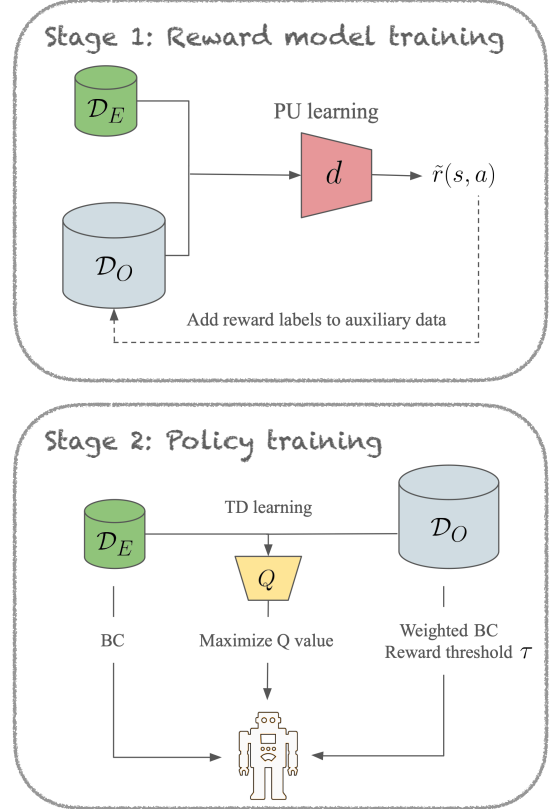 Stage 1: Reward model training
𝒟_E
PU learning
d
r̃(s, a)
𝒟_O
Add reward labels to auxiliary data
Stage 2: Policy training
TD learning
𝒟_E
𝒟_O
Q
BC
Maximize Q value
Weighted BC
Reward threshold τ